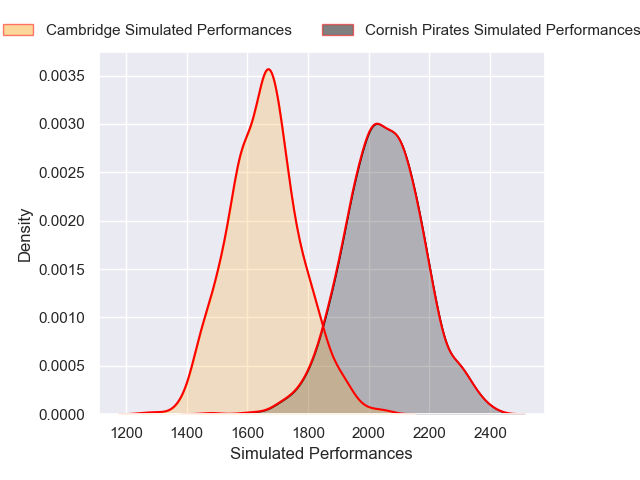 Cambridge Simulated Performances
Cornish Pirates Simulated Performances
0.0035
0.0030
0.0025
0.0020
0.0015
0.0010
0.0005
0.0000
Density
1200 1400 1600 1800 2000 2200 2400
Simulated Performances